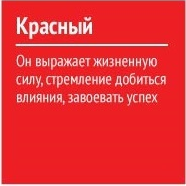 Красный
Он выражает жизненную
силу, стремление добиться
влияния, завоевать успех